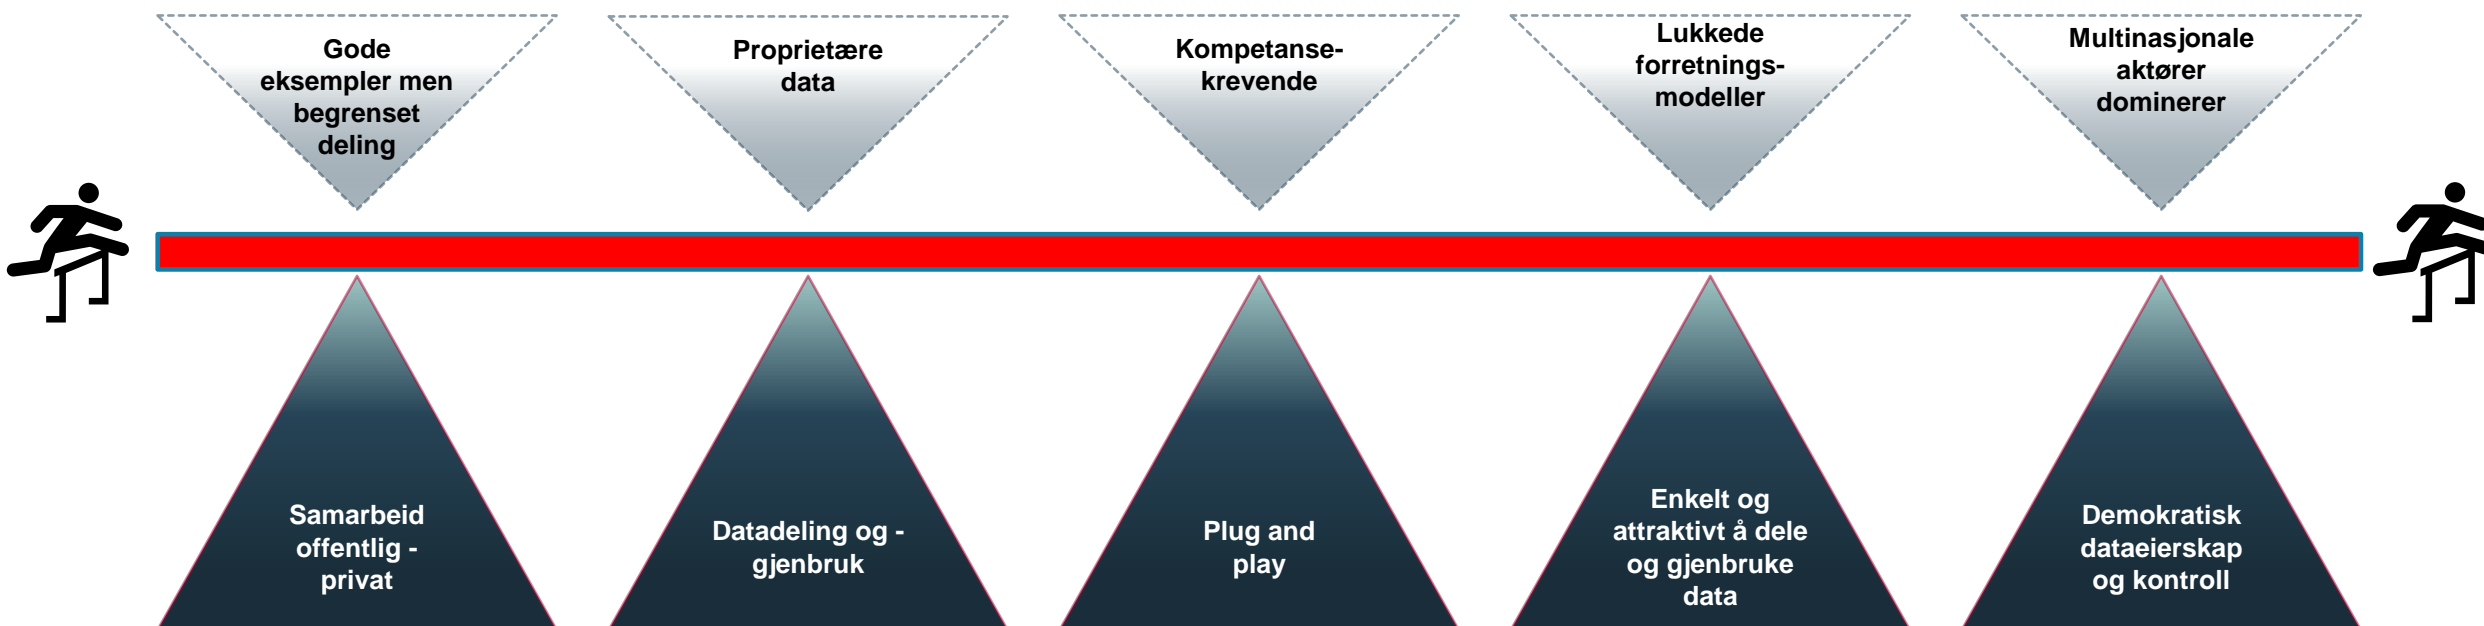 Gode
eksempler men
begrenset
deling
Proprietære
data
Kompetanse-
krevende
Lukkede
forretnings-
modeller
Multinasjonale
aktører
dominerer
Samarbeid
offentlig -
privat
Datadeling og -
gjenbruk
Plug and
play
Enkelt og
attraktivt å dele
og gjenbruke
data
Demokratisk
dataeierskap
og kontroll